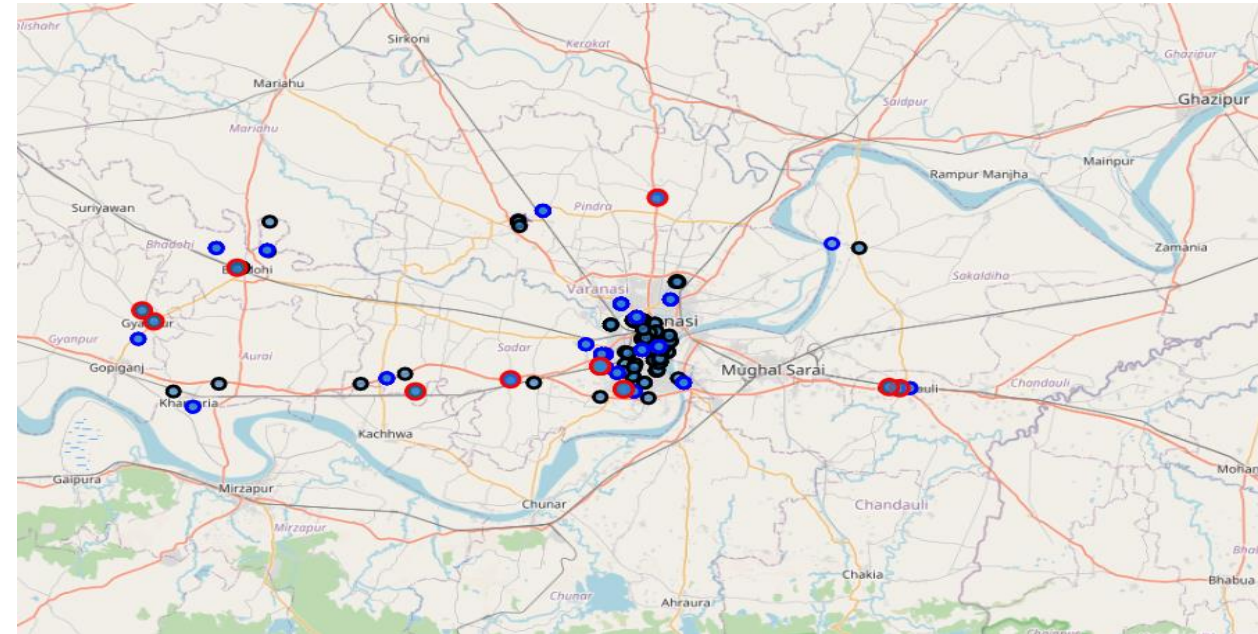 Sirkoni
Kerakat
Ghazipur
Mariahu
Saidpur
Ghazipur
Mariahu
Mainpur
Rampur Manjha
Suriyawan
Pindra
Bhadohi
Zamania
Sakaldiha
Varanasi
Gyanpur
Aurai
Sadar
Gopiganj
Mughal Sarai
Chandauli
Kachhwa
Gaipura
Mirzapur
Chunar
Chandauli
Mirzapur
Chakia
Chunar
Ahraura
Bhabua